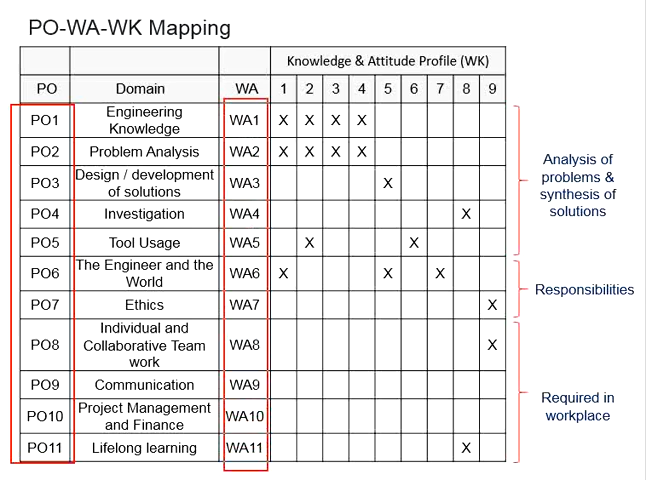 PO-WA-WK Mapping
Knowledge & Attitude Profile (WK)
PO Domain WA 1 2 3 4 5 6 7 8 9
PO1 Engineering Knowledge WA1 X X X X
PO2 Problem Analysis WA2 X X X X
PO3 Design / development of solutions WA3 X
PO4 Investigation WA4 X
PO5 Tool Usage WA5 X X
PO6 The Engineer and the World WA6 X X X
PO7 Ethics WA7 X
PO8 Individual and Collaborative Team work WA8 X
PO9 Communication WA9
PO10 Project Management and Finance WA10
PO11 Lifelong learning WA11 X
Analysis of
problems &
synthesis of
solutions
Responsibilities
Required in
workplace